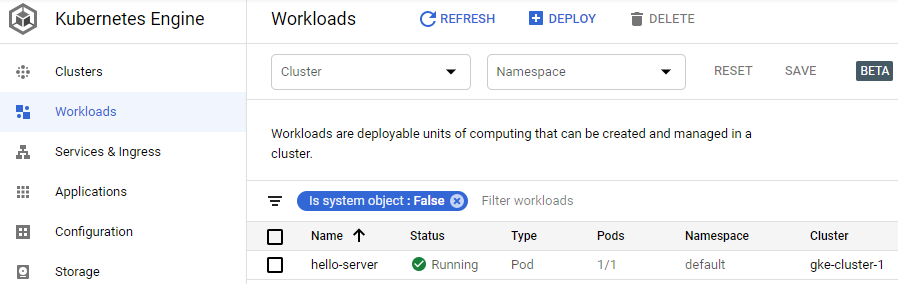 Kubernetes Engine
Workloads
REFRESH
DEPLOY
DELETE
Clusters
Workloads
Services & Ingress
Applications
Configuration
Storage
Cluster
Namespace
RESET
SAVE
BETA
Workloads are deployable units of computing that can be created and managed in a
cluster.
Is system object : False
Filter workloads
Name Status Type Pods Namespace Cluster
hello-server Running Pod 1/1 default gke-cluster-1